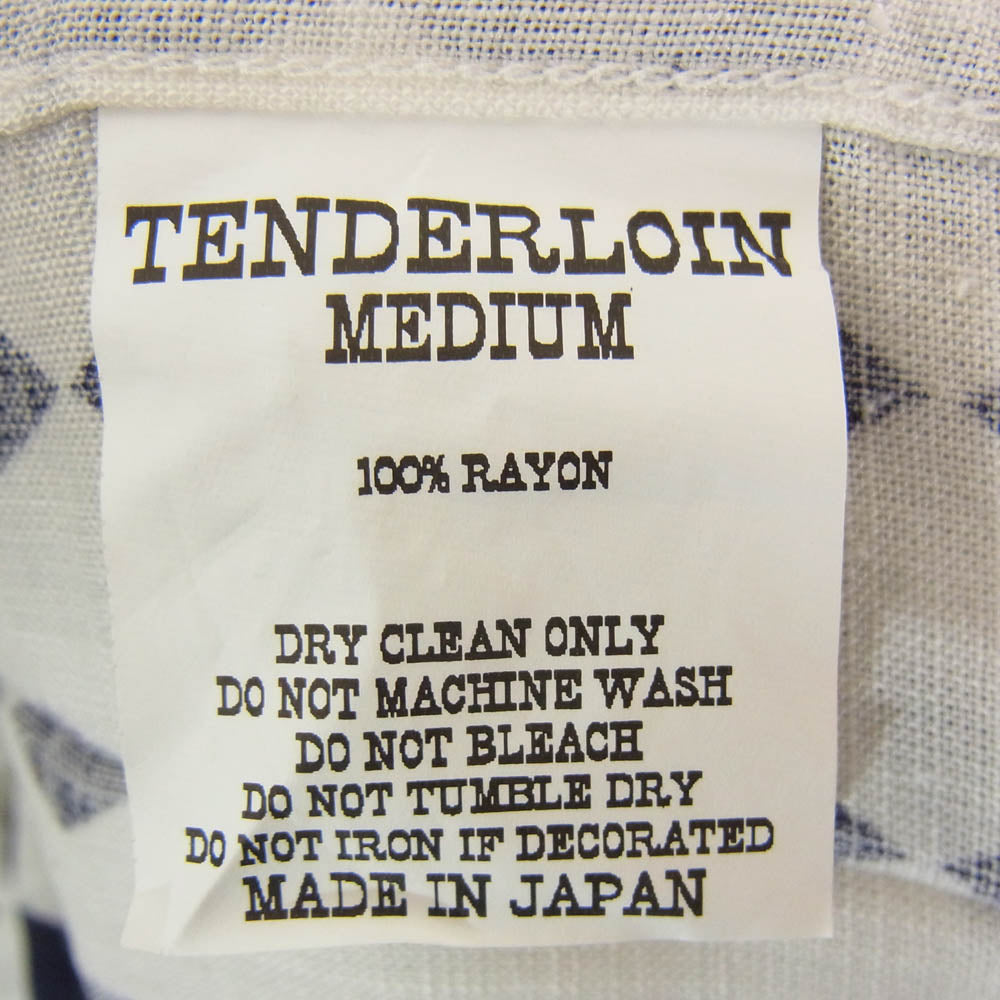 TENDERLOIN
MEDIUM
100% RAYON
DRY CLEAN ONLY
DO NOT MACHINE WASH
DO NOT BLEACH
DO NOT TUMBLE DRY
DO NOT IRON IF DECORATED
MADE IN JAPAN